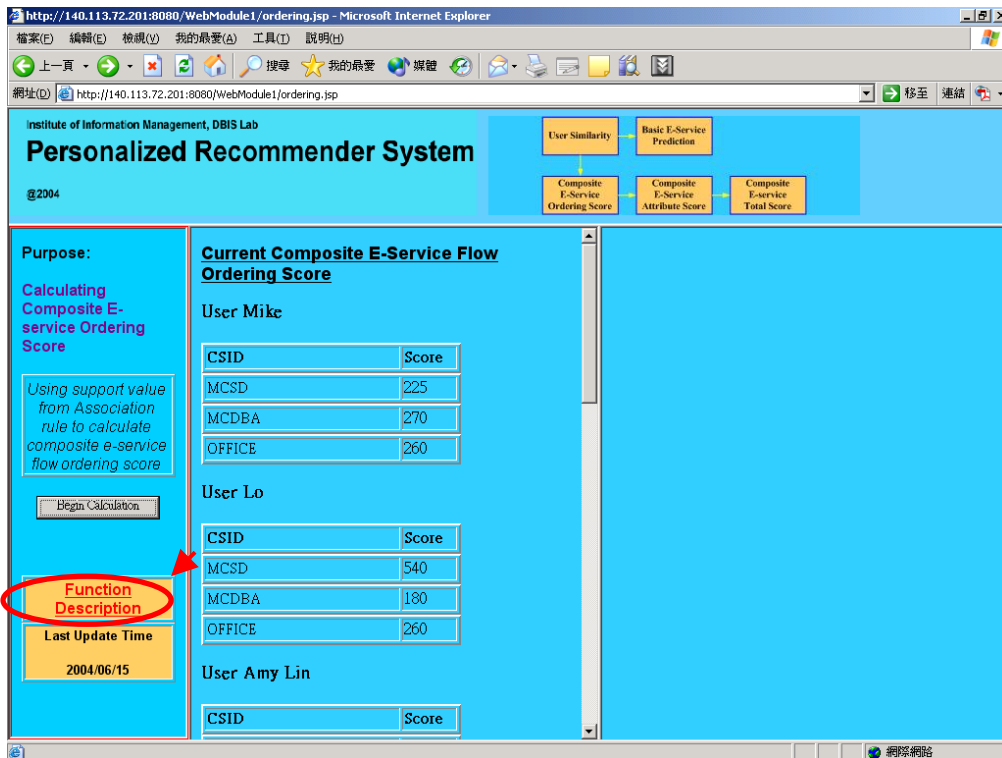 http://140.113.72.201:8080/WebModule1/ordering.jsp - Microsoft Internet Explorer
檔案(F) 編輯(E) 檢視(V) 我的最愛(A) 工具(T) 說明(H)
上一頁 搜尋 我的最愛 媒體
網址(D) http://140.113.72.201:8080/WebModule1/ordering.jsp 移至 連結
Institute of Information Management, DBIS Lab
Personalized Recommender System
@2004
User Similarity
Basic E-Service
Prediction
Composite
E-Service
Ordering Score
Composite
E-Service
Attribute Score
Composite
E-service
Total Score
Purpose:
Calculating
Composite E-
service Ordering
Score
Using support value
from Association
rule to calculate
composite e-service
flow ordering score
Begin Calculation
Function
Description
Last Update Time
2004/06/15
Current Composite E-Service Flow
Ordering Score
User Mike
CSID Score
MCSD 225
MCDBA 270
OFFICE 260
User Lo
CSID Score
MCSD 540
MCDBA 180
OFFICE 260
User Amy Lin
CSID Score
網際網路